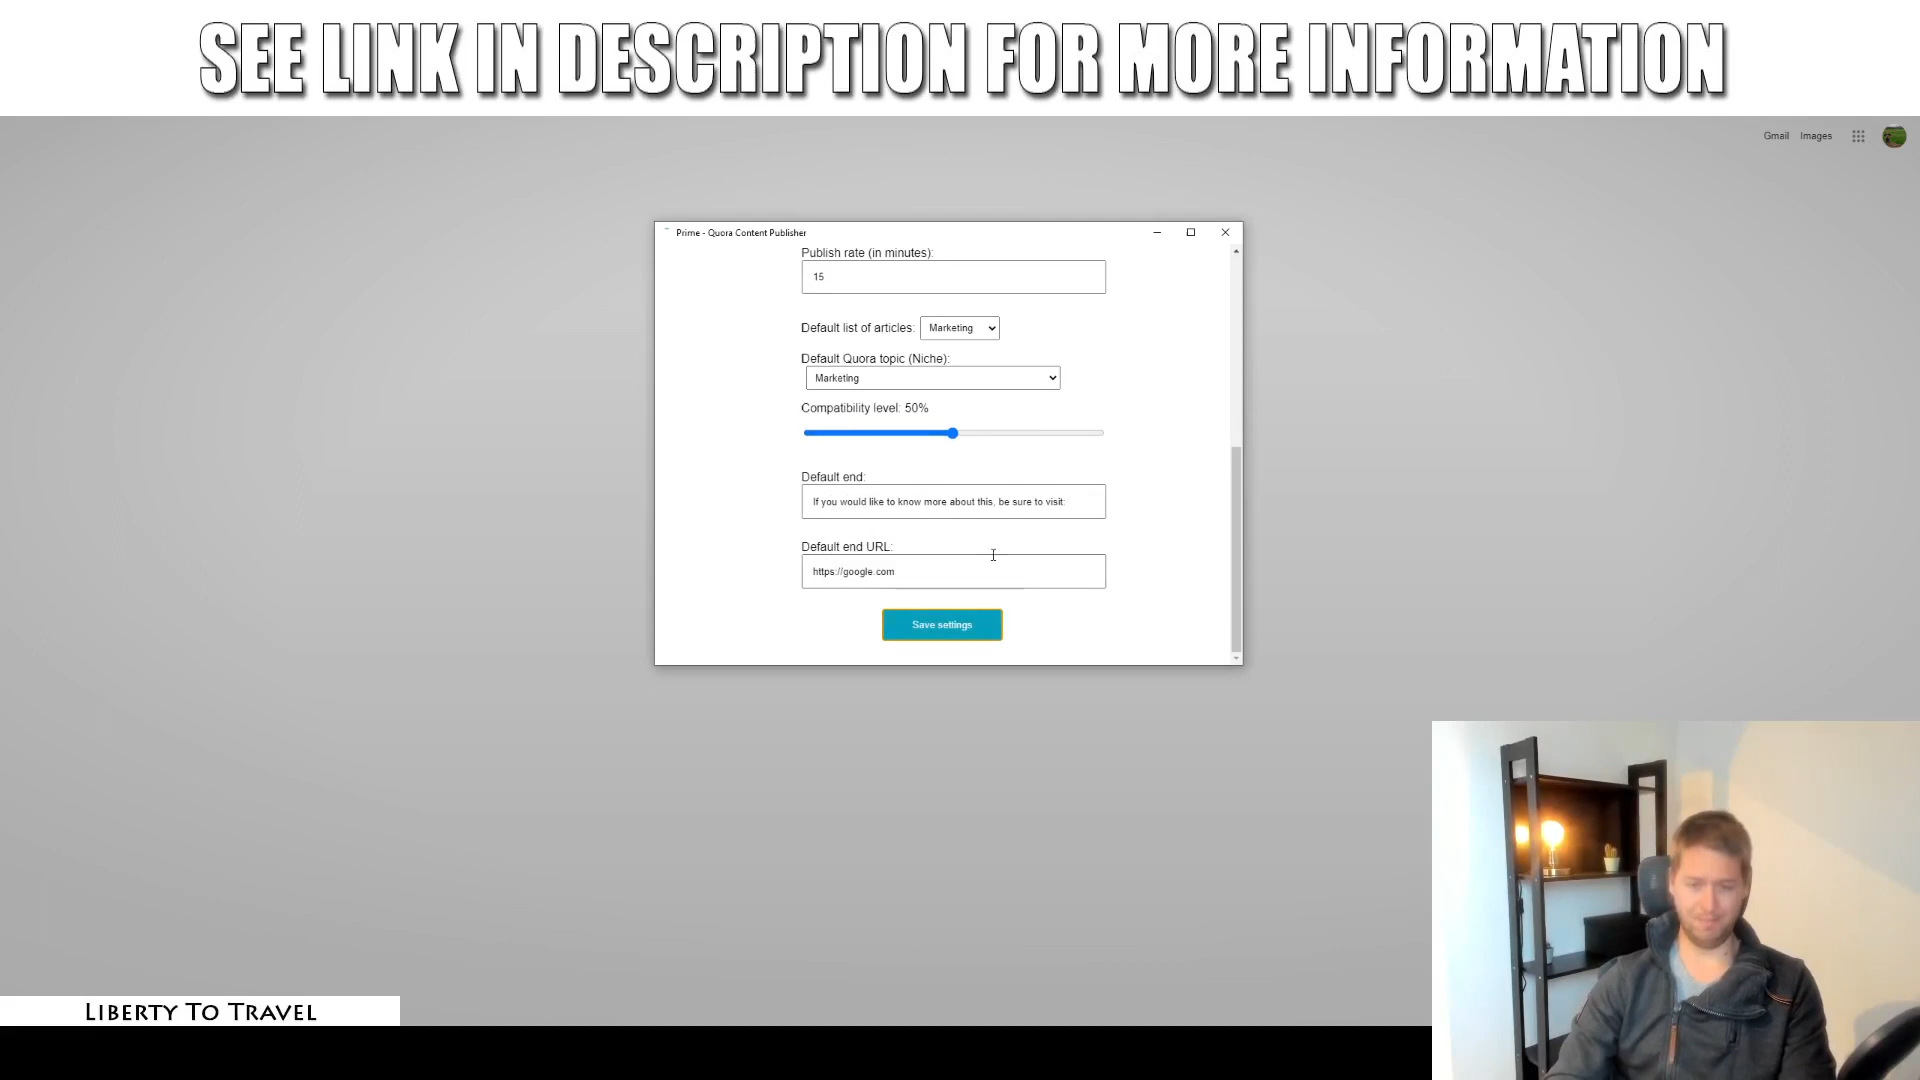 SEE LINK IN DESCRIPTION FOR MORE INFORMATION
Gmail Images
Prime - Quora Content Publisher
Publish rate (in minutes):
15
Default list of articles: Marketing
Default Quora topic (Niche):
Marketing
Compatibility level: 50%
Default end:
If you would like to know more about this, be sure to visit:
Default end URL:
https://google.com
Save settings
Liberty To Travel